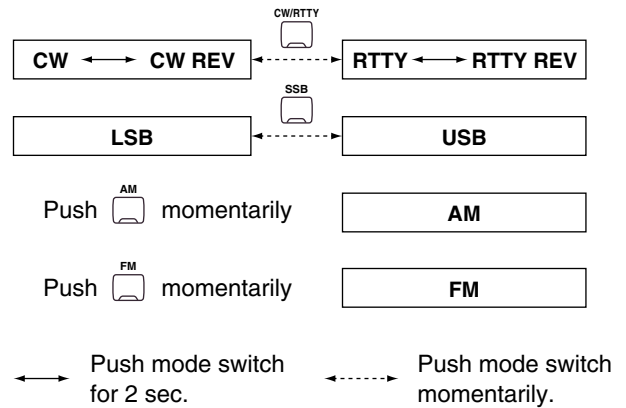 CW/RTTY
CW CW REV RTTY RTTY REV
SSB
LSB USB
AM
Push momentarily AM
FM
Push momentarily FM
Push mode switch for 2 sec.
Push mode switch momentarily.